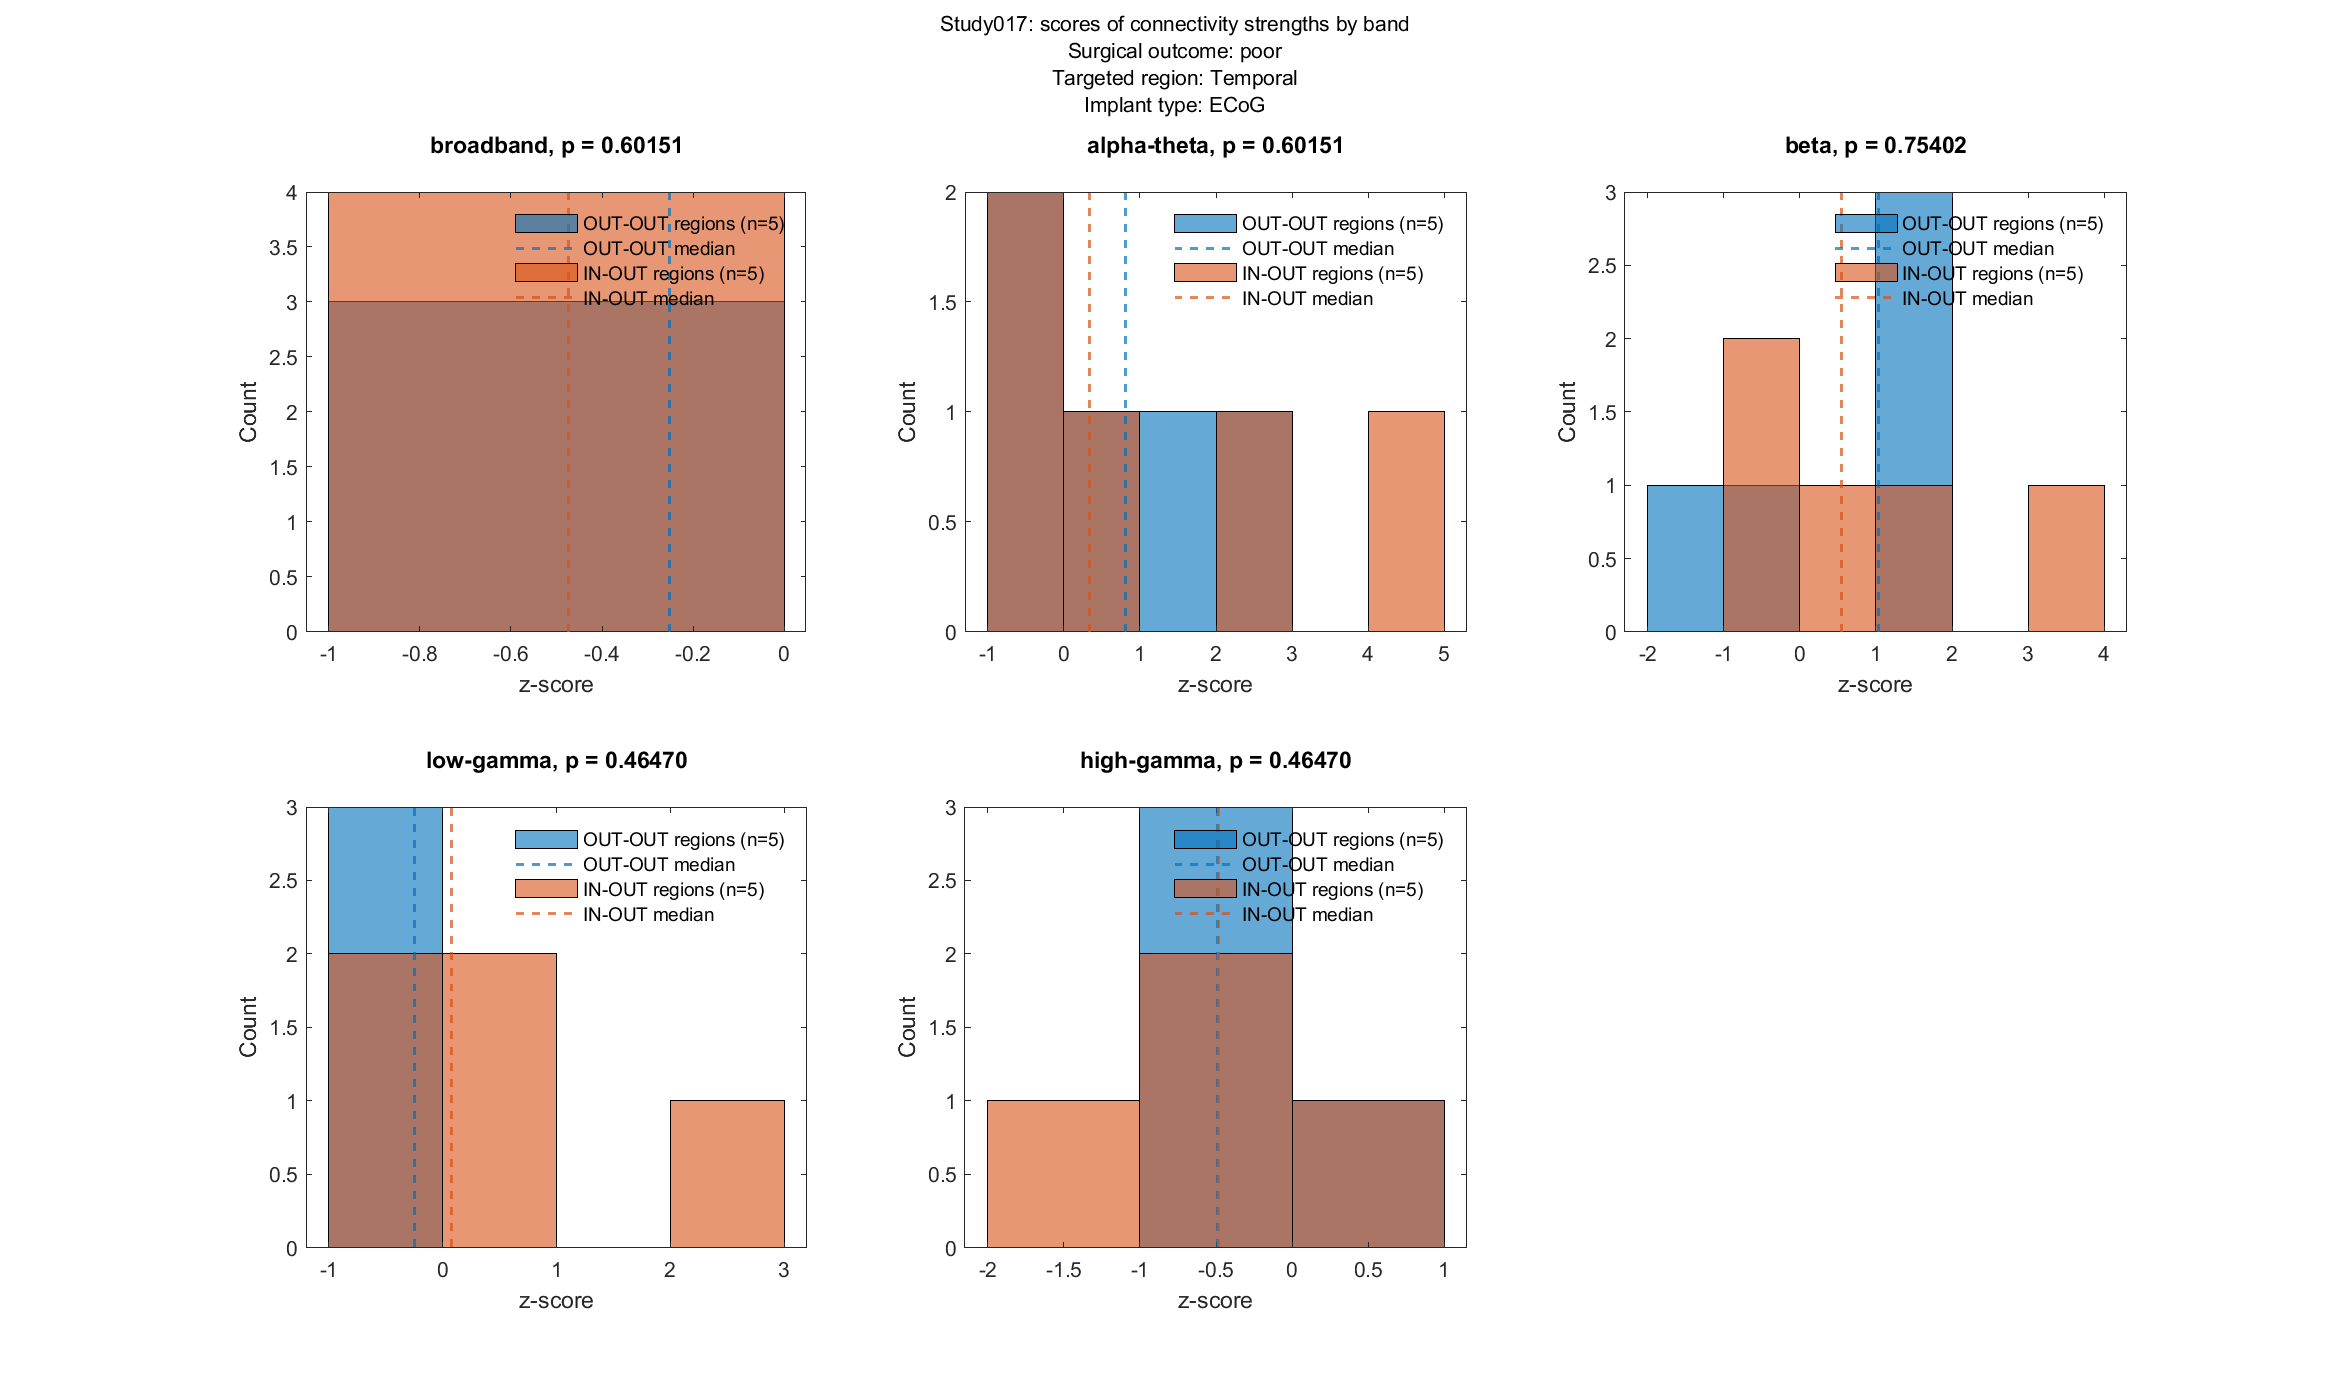 Study017: scores of connectivity strengths by band
Surgical outcome: poor
Targeted region: Temporal
Implant type: ECoG
broadband, p = 0.60151
4
3.5
3
2.5
2
1.5
1
0.5
0
Count
OUT-OUT regions (n=5)
OUT-OUT median
IN-OUT regions (n=5)
IN-OUT median
-1 -0.8 -0.6 -0.4 -0.2 0
z-score
alpha-theta, p = 0.60151
2
1.5
1
0.5
0
Count
OUT-OUT regions (n=5)
OUT-OUT median
IN-OUT regions (n=5)
IN-OUT median
-1 0 1 2 3 4 5
z-score
beta, p = 0.75402
3
2.5
2
1.5
1
0.5
0
Count
OUT-OUT regions (n=5)
OUT-OUT median
IN-OUT regions (n=5)
IN-OUT median
-2 -1 0 1 2 3 4
z-score
low-gamma, p = 0.46470
3
2.5
2
1.5
1
0.5
0
Count
OUT-OUT regions (n=5)
OUT-OUT median
IN-OUT regions (n=5)
IN-OUT median
-1 0 1 2 3
z-score
high-gamma, p = 0.46470
3
2.5
2
1.5
1
0.5
0
Count
OUT-OUT regions (n=5)
OUT-OUT median
IN-OUT regions (n=5)
IN-OUT median
-2 -1.5 -1 -0.5 0 0.5 1
z-score